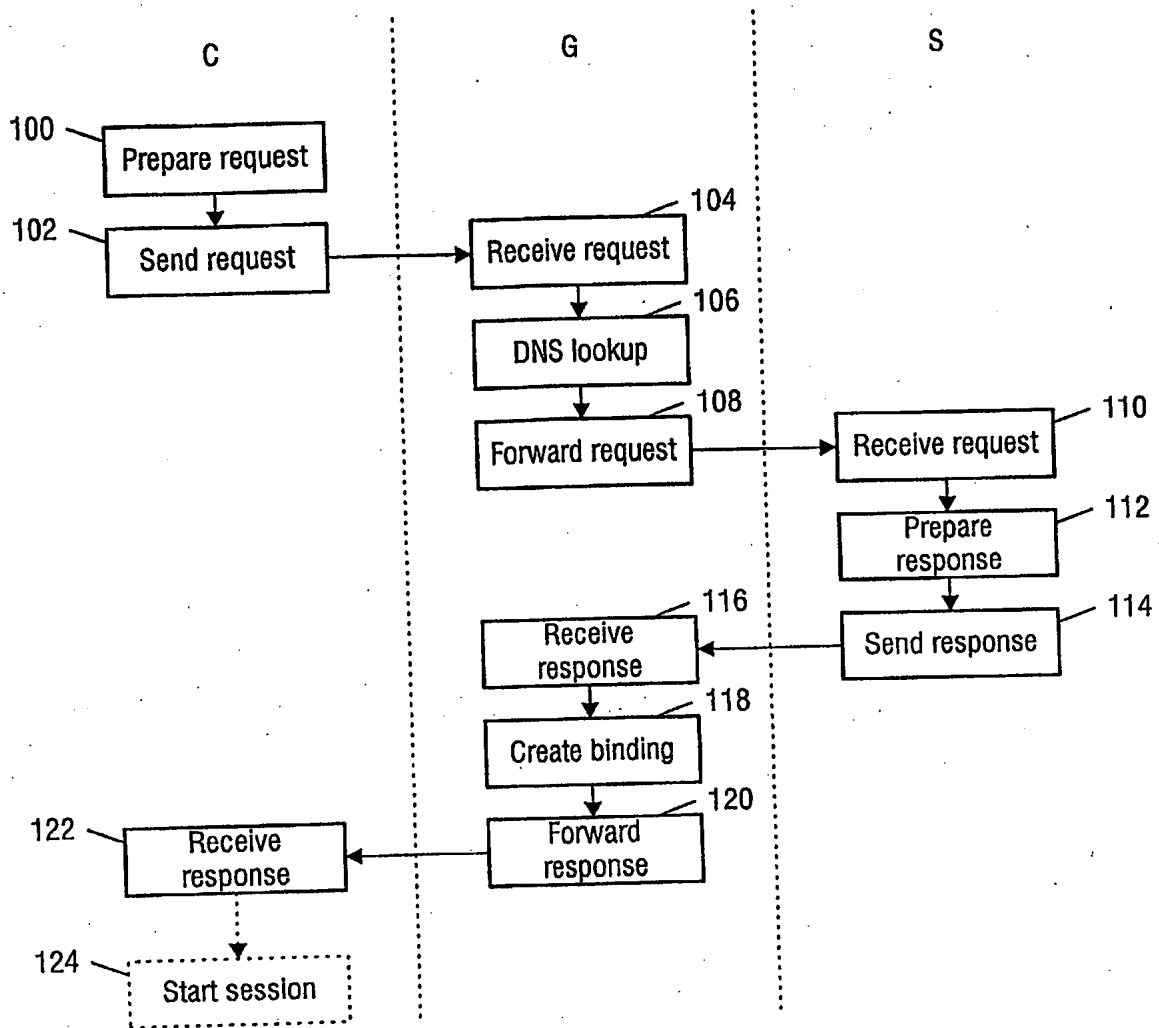 C
G
S
100
Prepare request
102
Send request
104
Receive request
106
DNS lookup
108
Forward request
110
Receive request
112
Prepare
response
114
Send response
116
Receive
response
118
Create binding
120
Forward
response
122
Receive
response
124
Start session